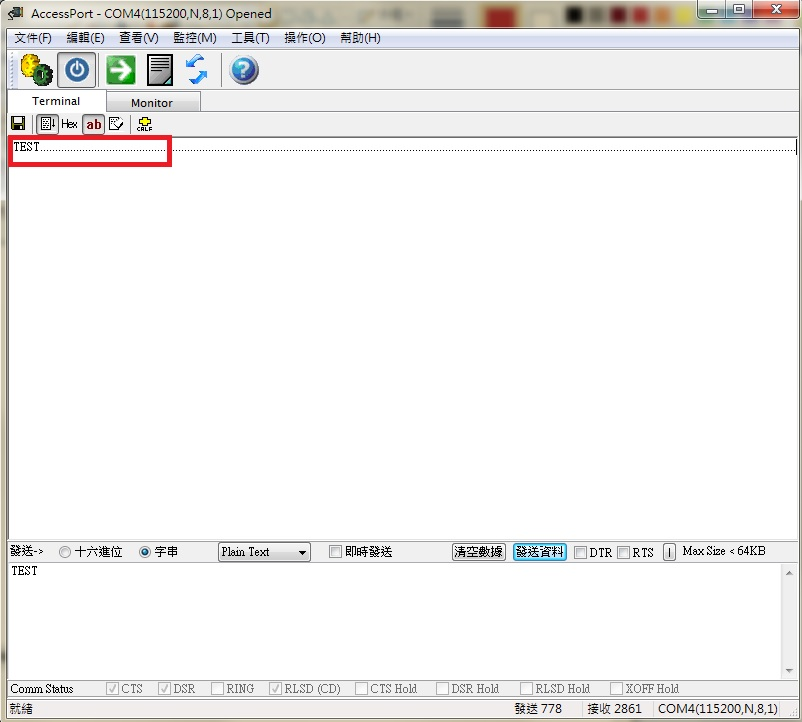 AccessPort - COM4(115200,N,8,1) Opened
文件(F) 編輯(E) 查看(V) 監控(M) 工具(T) 操作(O) 幫助(H)
Terminal Monitor
Hex ab CRLF
TEST
發送-> 十六進位 字串 Plain Text 即時發送 清空數據 發送資料 DTR RTS Max Size < 64KB
TEST
Comm Status CTS DSR RING RLSD (CD) CTS Hold DSR Hold RLSD Hold XOFF Hold
就緒 發送 778 接收 2861 COM4(115200,N,8,1)